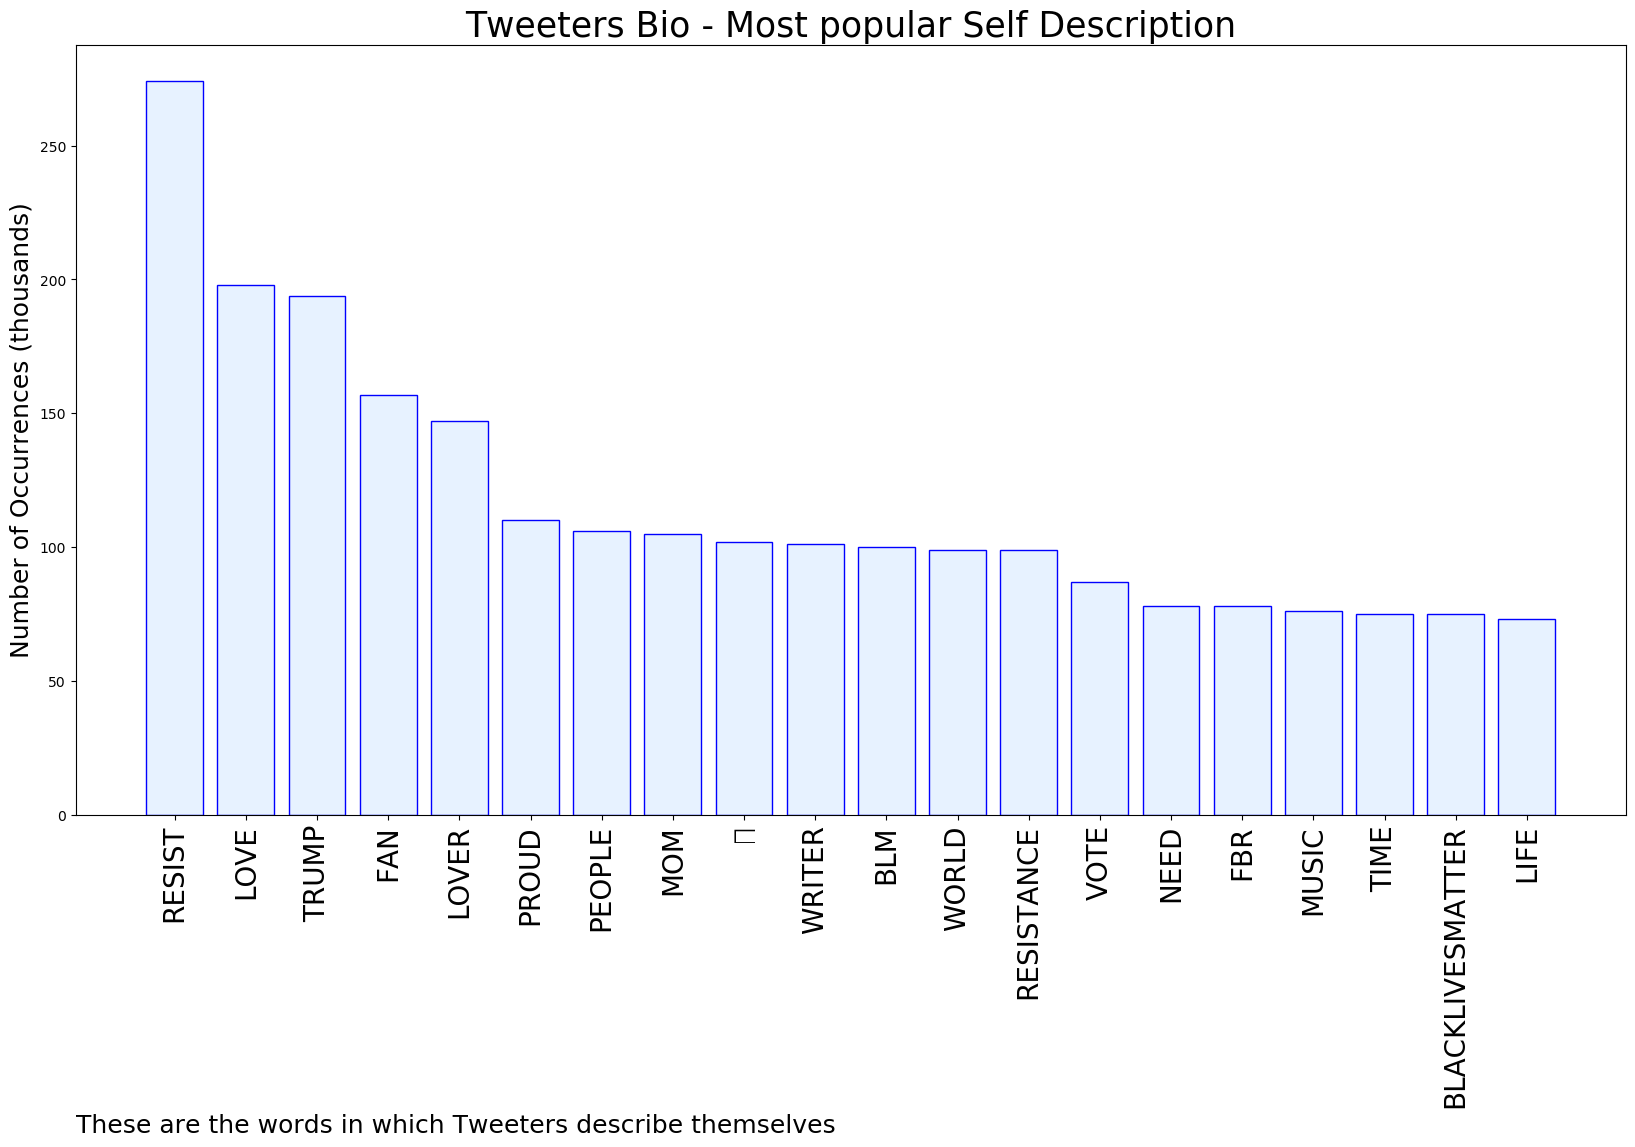 Tweeters Bio - Most popular Self Description
Number of Occurrences (thousands)
250
200
150
100
50
0
RESIST
LOVE
TRUMP
FAN
LOVER
PROUD
PEOPLE
MOM
WRITER
BLM
WORLD
RESISTANCE
VOTE
NEED
FBR
MUSIC
TIME
BLACKLIVESMATTER
LIFE
These are the words in which Tweeters describe themselves